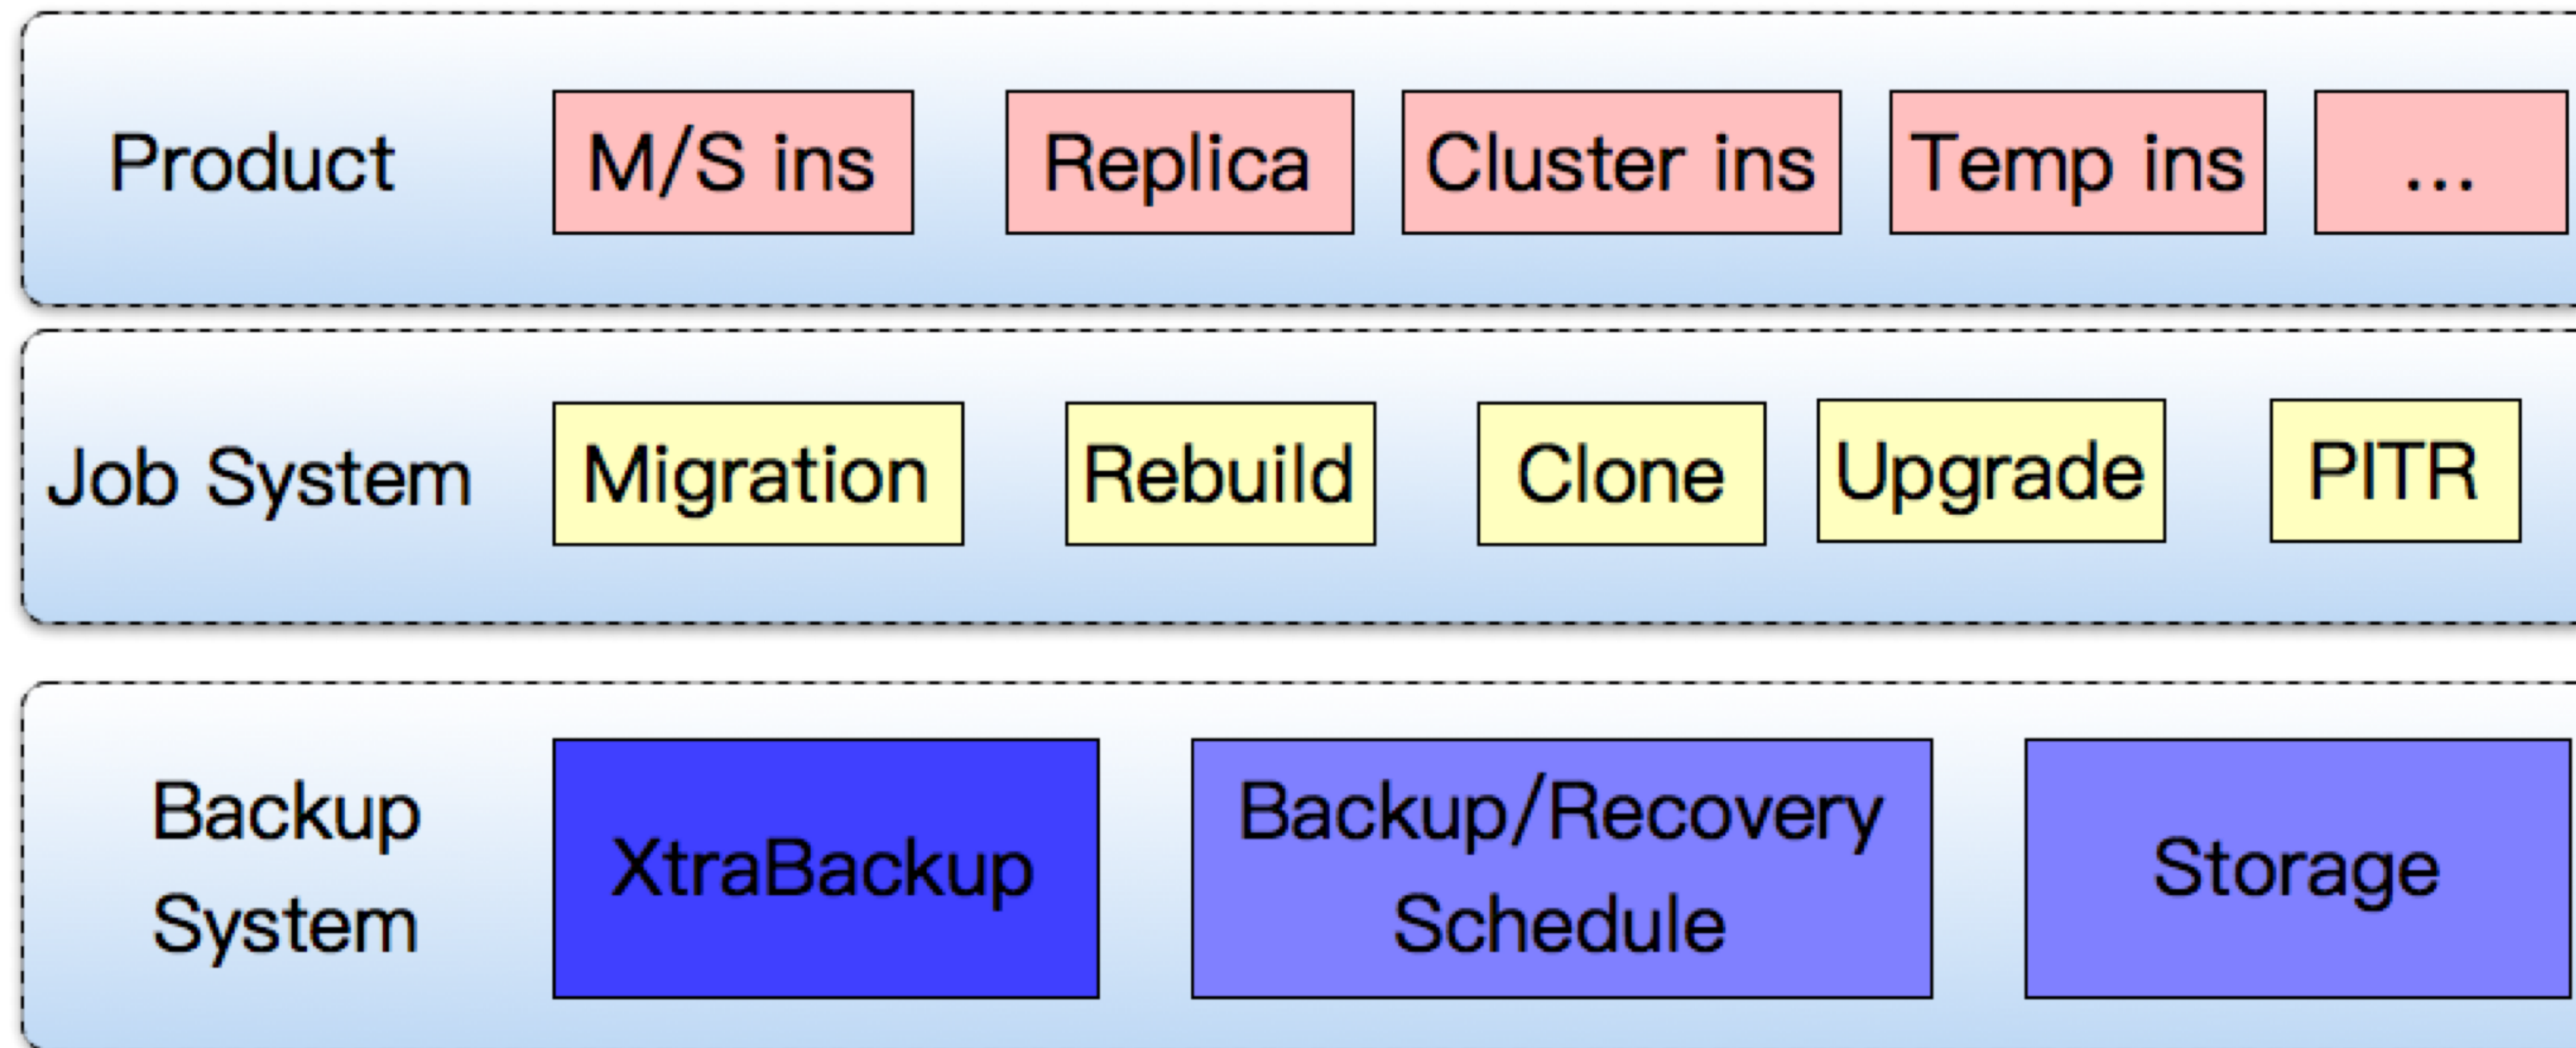 Product
M/S ins
Replica
Cluster ins
Temp ins
...
Job System
Migration
Rebuild
Clone
Upgrade
PITR
Backup
System
XtraBackup
Backup/Recovery
Schedule
Storage